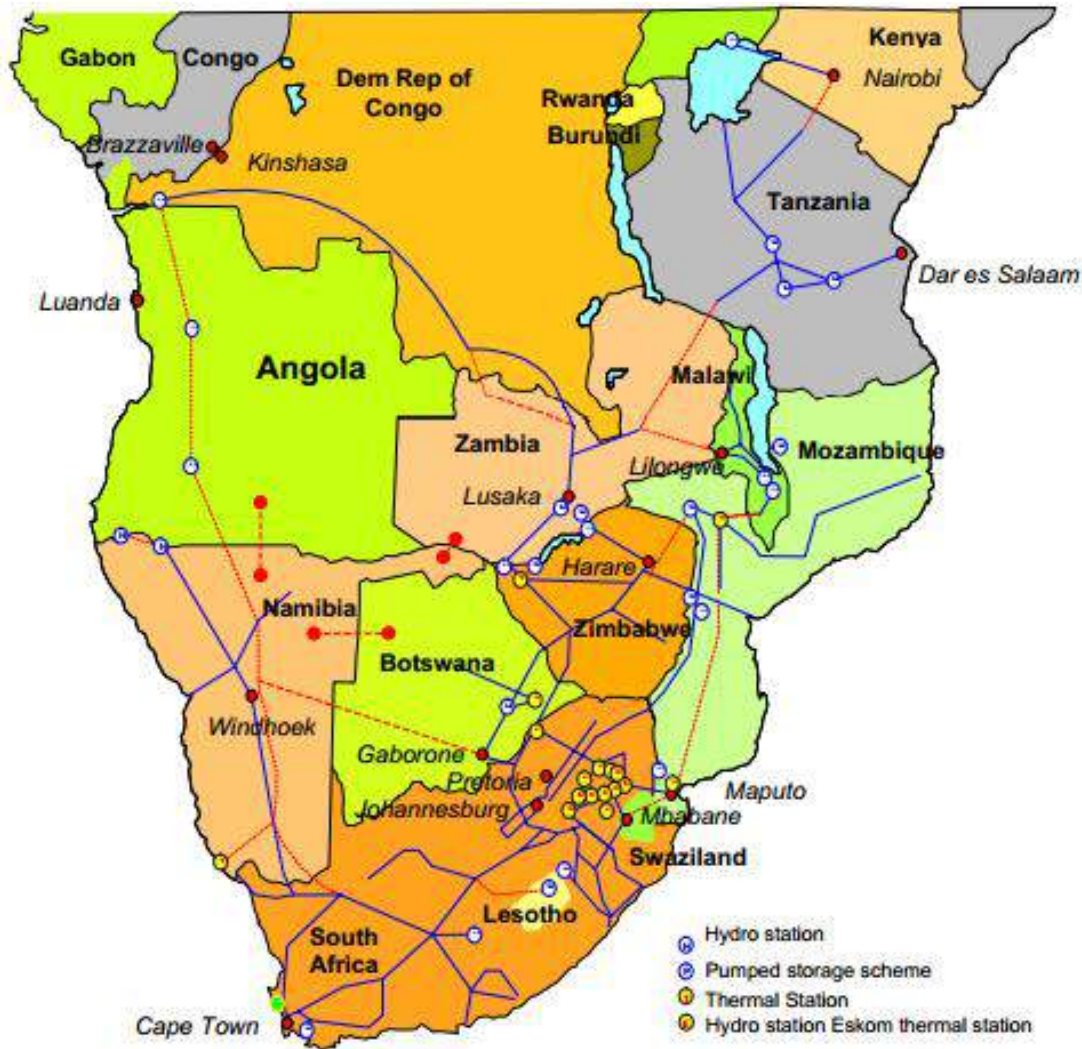 Gabon
Congo
Dem Rep of
Congo
Kenya
Nairobi
Rwanda
Burundi
Brazzaville
Kinshasa
Tanzania
Dar es Salaam
Luanda
Angola
Malawi
Zambia
Lilongwe
Mozambique
Lusaka
Harare
Namibia
Zimbabwe
Botswana
Windhoek
Gaborone
Pretoria
Johannesburg
Maputo
Mbabane
Swaziland
Lesotho
South
Africa
Cape Town
Hydro station
Pumped storage scheme
Thermal Station
Hydro station Eskom thermal station